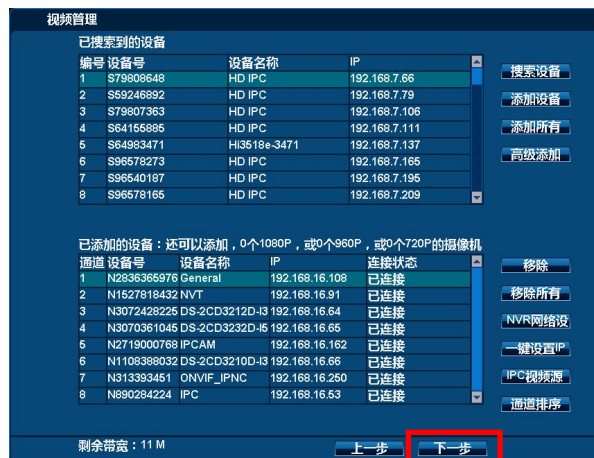 视频管理
已搜索到的设备
编号 设备号 设备名称 IP
1 S79808648 HD IPC 192.168.7.66
2 S59246892 HD IPC 192.168.7.79
3 S79807363 HD IPC 192.168.7.106
4 S64155885 HD IPC 192.168.7.111
5 S64983471 Hi3518e-3471 192.168.7.137
6 S96578273 HD IPC 192.168.7.165
7 S96540187 HD IPC 192.168.7.195
8 S96578165 HD IPC 192.168.7.209
搜索设备
添加设备
添加所有
高级添加
已添加的设备：还可以添加，0个1080P，或0个960P，或0个720P的摄像机
通道 设备号 设备名称 IP 连接状态
1 N2836365976 General 192.168.16.108 已连接
2 N1527818432 NVT 192.168.16.91 已连接
3 N3072428225 DS-2CD3212D-I3 192.168.16.64 已连接
4 N3070361045 DS-2CD3232D-I5 192.168.16.65 已连接
5 N2719000768 IPCAM 192.168.16.162 已连接
6 N1108388032 DS-2CD3210D-I3 192.168.16.66 已连接
7 N313393451 ONVIF_IPNC 192.168.16.250 已连接
8 N890284224 IPC 192.168.16.53 已连接
移除
移除所有
NVR网络设
一键设置IP
IPC视频源
通道排序
剩余带宽：11 M
上一步 下一步